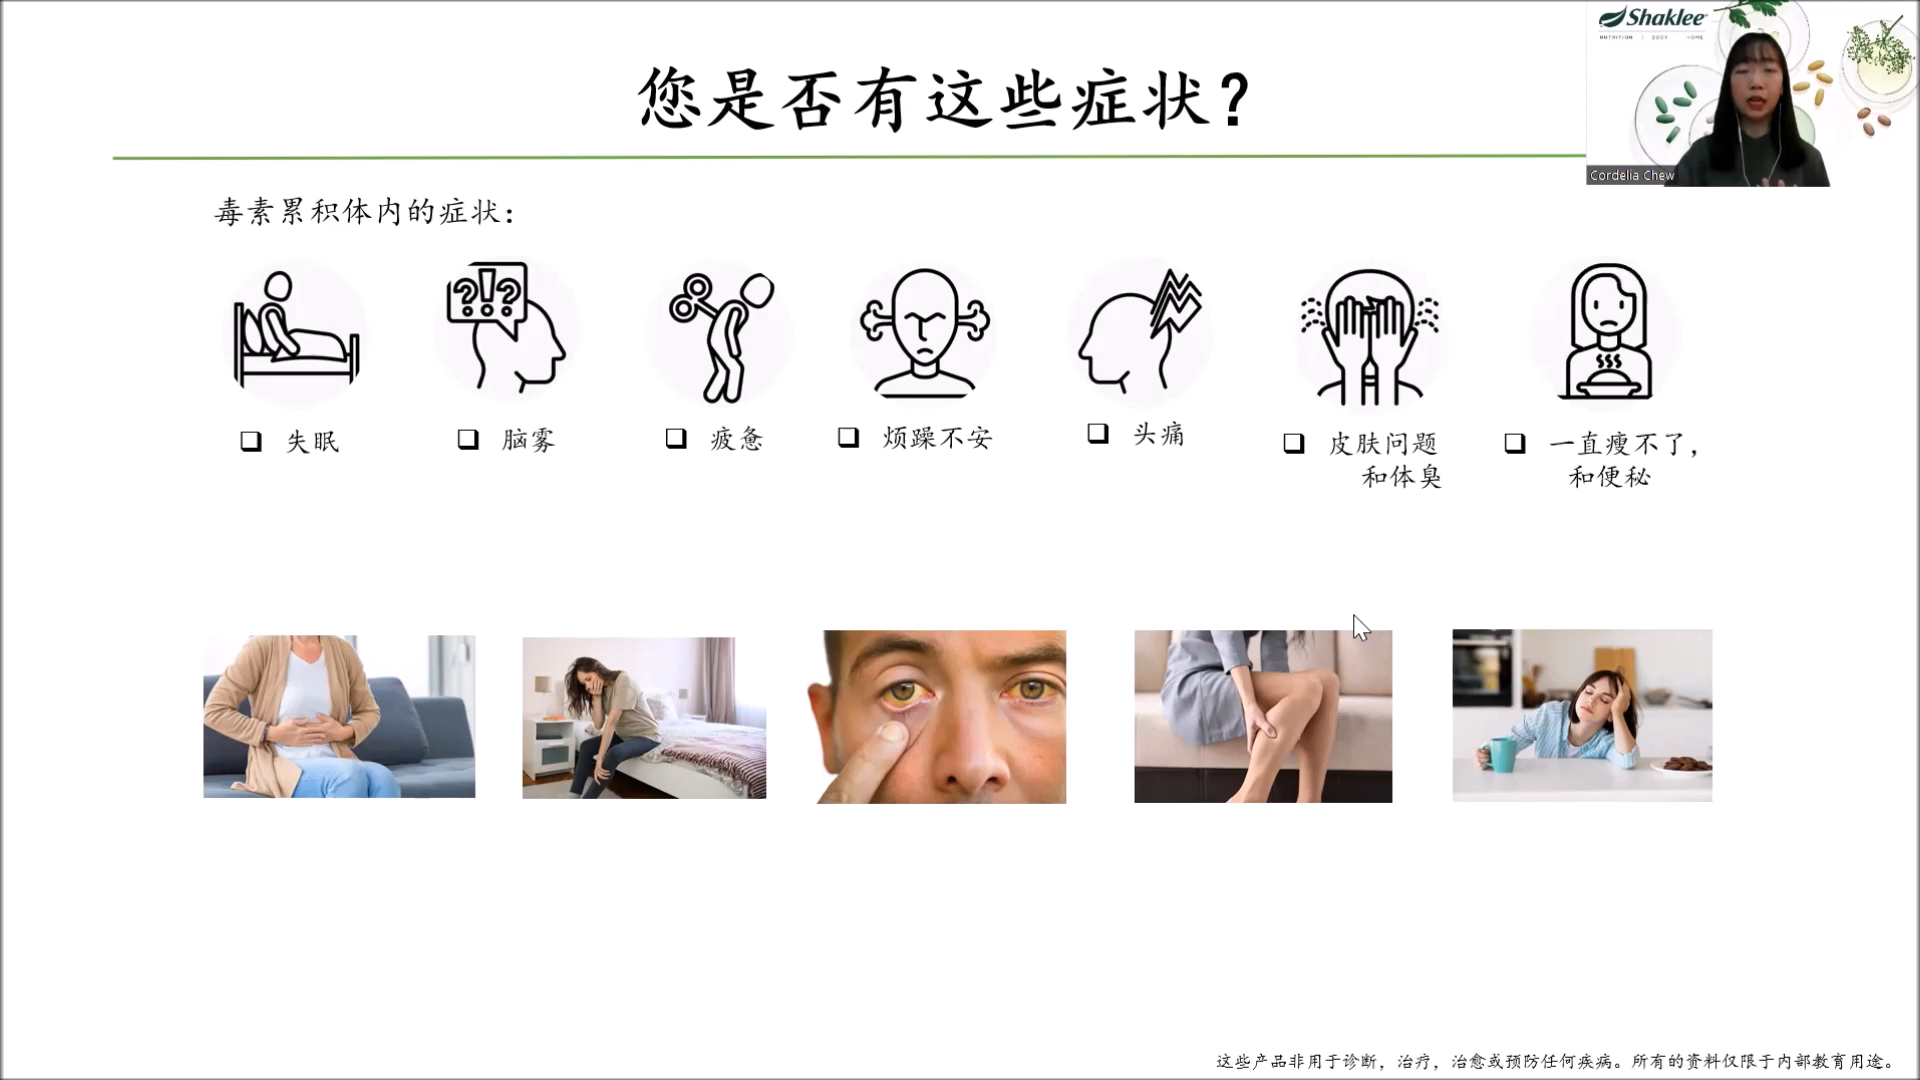 Shaklee
NUTRITION | BODY | HOME
您是否有这些症状？
Cordelia Chew
毒素累积体内的症状：
?!?
失眠
脑雾
疲惫
烦躁不安
头痛
皮肤问题
和体臭
一直瘦不了，
和便秘
这些产品非用于诊断，治疗，治愈或预防任何疾病。所有的资料仅限于内部教育用途。